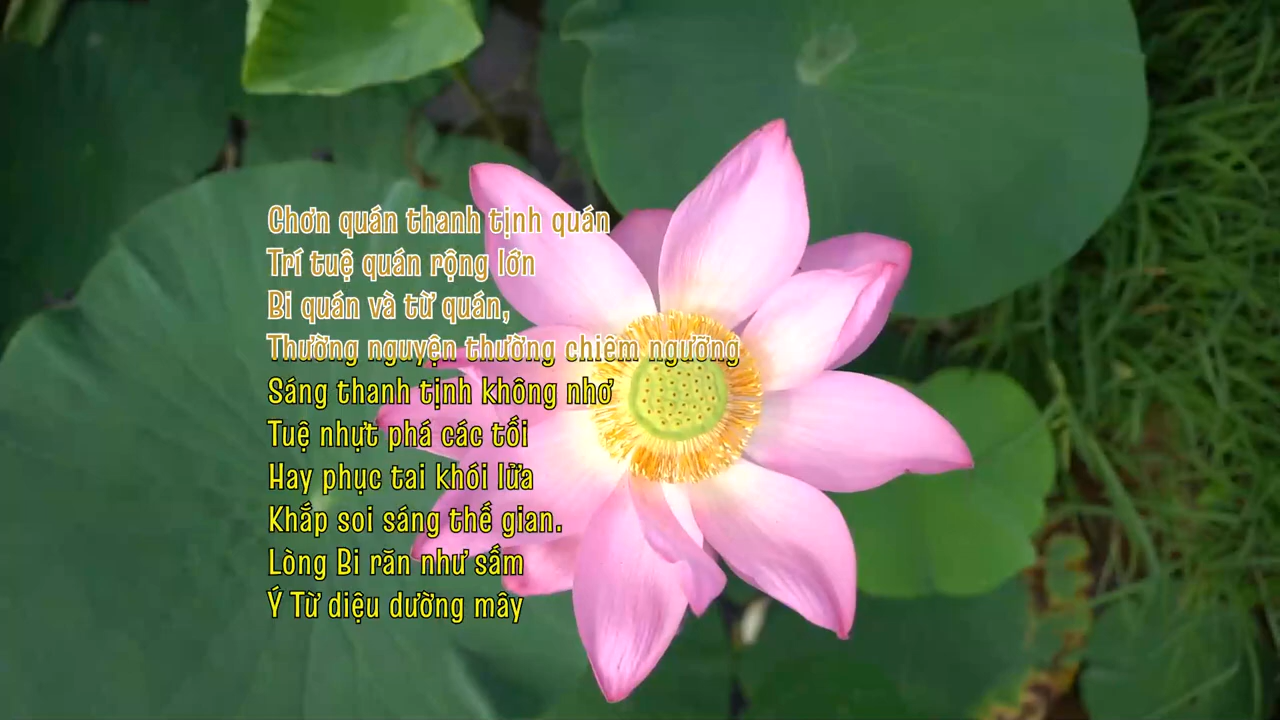 Chơn quán thanh tịnh quán
Trí tuệ quán rộng lớn
Bi quán và từ quán,
Thường nguyện thường chiêm ngưỡng
Sáng thanh tịnh không nhơ
Tuệ nhựt phá các tối
Hay phục tai khói lửa
Khắp soi sáng thế gian.
Lòng Bi răn như sấm
Ý Từ diệu dường mây